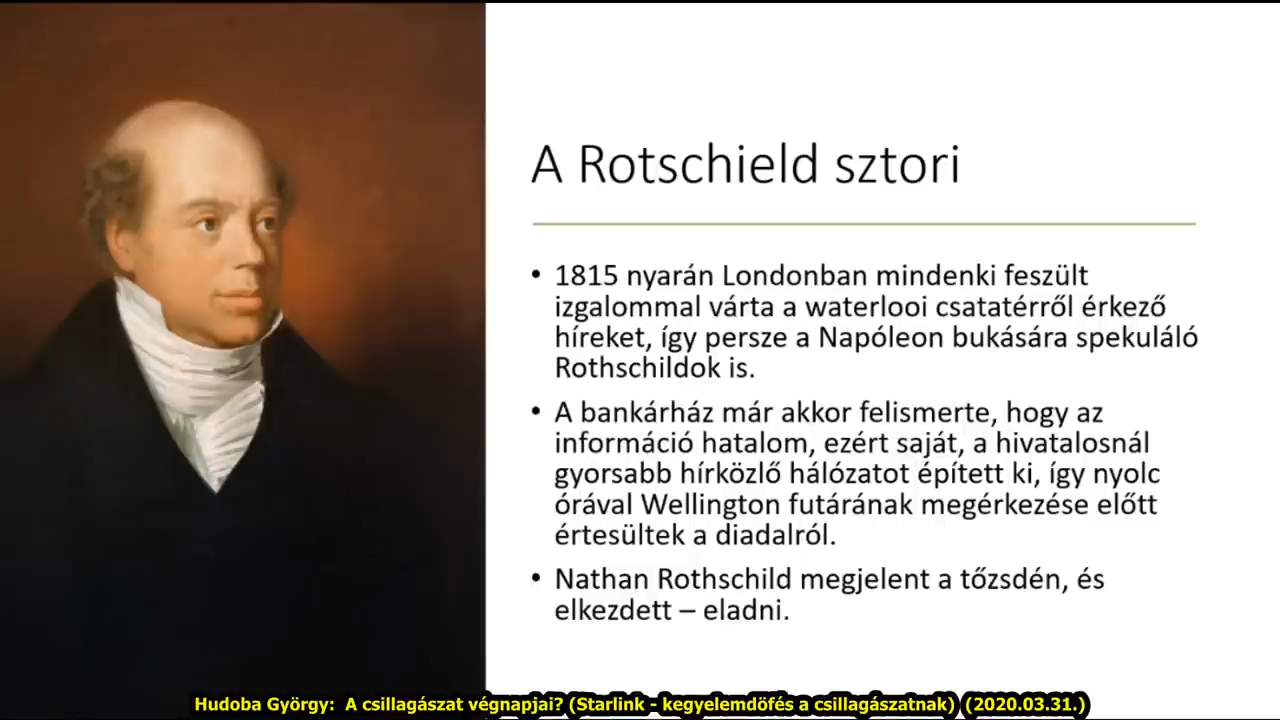 A Rotschield sztori
• 1815 nyarán Londonban mindenki feszült
izgalommal várta a waterlooi csatatérről érkező
híreket, így persze a Napóleon bukására spekuláló
Rothschildok is.
• A bankárház már akkor felismerte, hogy az
információ hatalom, ezért saját, a hivatalosnál
gyorsabb hírközlő hálózatot épített ki, így nyolc
órával Wellington futárának megérkezése előtt
értesültek a diadalról.
• Nathan Rothschild megjelent a tőzsdén, és
elkezdett – eladni.
Hudoba György: A csillagászat végnapjai? (Starlink - kegyelemdöfés a csillagászatnak) (2020.03.31.)